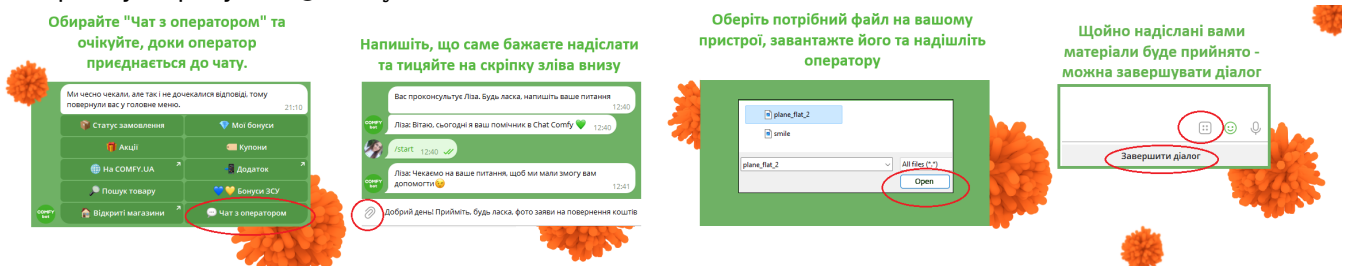 Обирайте "Чат з оператором" та
очікуйте, доки оператор
приєднається до чату.
Ми чесно чекали, але так і не дочекалися відповіді, тому
повернули вас у головне меню.
21:10
Статус замовлення
Мої бонуси
Акції
Купони
На COMFY.UA
Додаток
Пошук товару
Бонуси ЗСУ
Відкриті магазини
Чат з оператором
COMFY
bot
Напишіть, що саме бажаєте надіслати
та тицяйте на скріпку зліва внизу
Вас проконсультує Ліза. Будь ласка, напишіть ваше питання
12:40
COMFY
bot
Ліза: Вітаю, сьогодні я ваш помічник в Chat Comfy 💚 12:40
/start 12:40
COMFY
bot
Ліза: Чекаємо на ваше питання, щоб ми мали змогу вам
допомогти😉
12:41
Добрий день! Прийміть, будь ласка, фото заяви на повернення коштів
Оберіть потрібний файл на вашому
пристрої, завантажте його та надішліть
оператору
plane_flat_2
smile
plane_flat_2
All files (*.*)
Open
Щойно надіслані вами
матеріали буде прийнято -
можна завершувати діалог
Завершити діалог